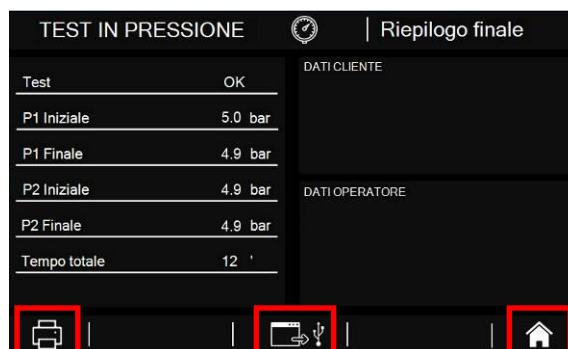 TEST IN PRESSIONE
Riepilogo finale
Test OK
P1 Iniziale 5.0 bar
P1 Finale 4.9 bar
P2 Iniziale 4.9 bar
P2 Finale 4.9 bar
Tempo totale 12 '
DATI CLIENTE
DATI OPERATORE